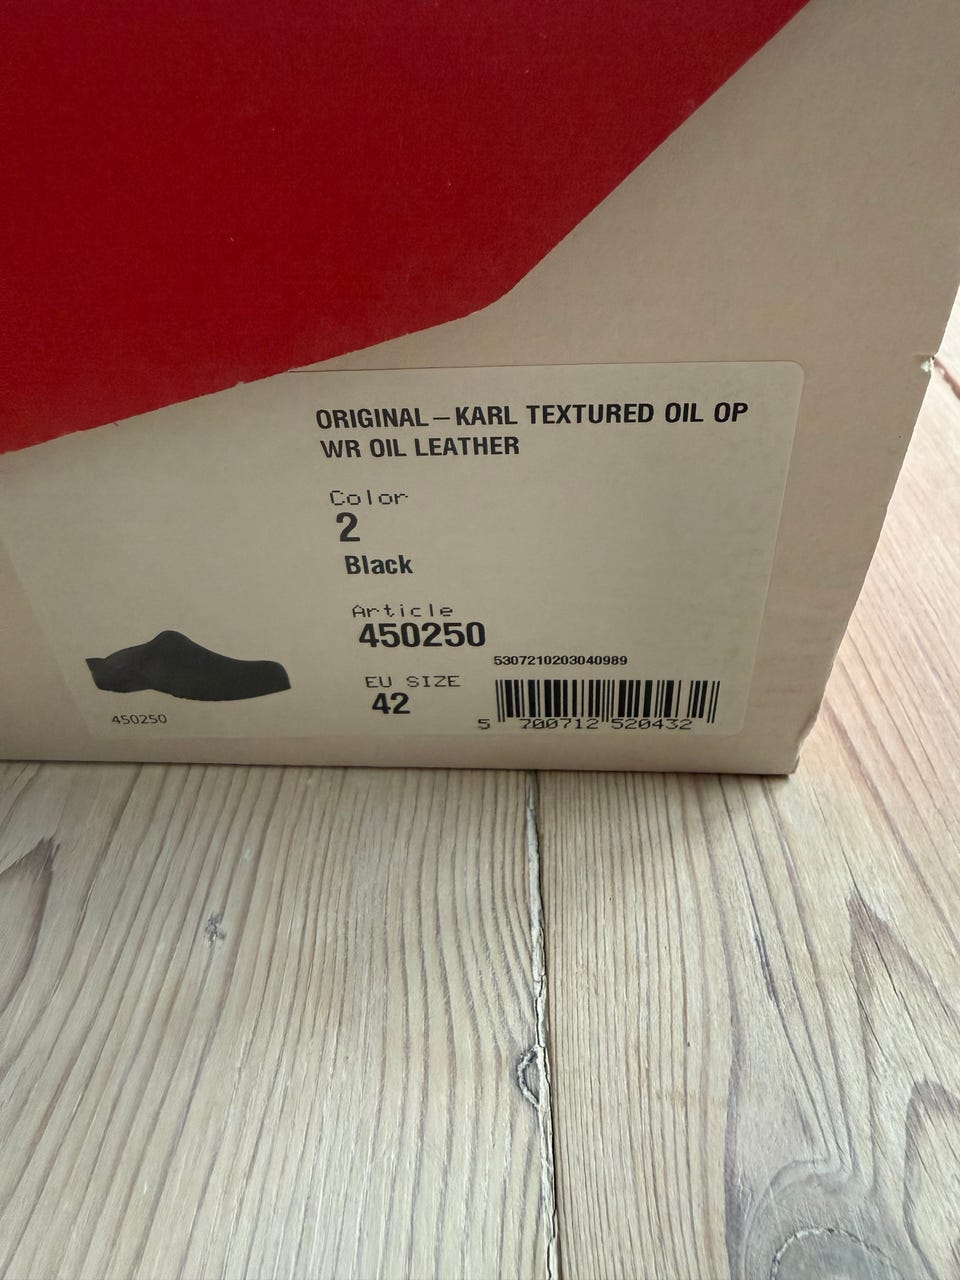 ORIGINAL – KARL TEXTURED OIL OP
WR OIL LEATHER
Color
2
Black
Article
450250
5307210203040989
EU SIZE
42
450250
5 700712 520432